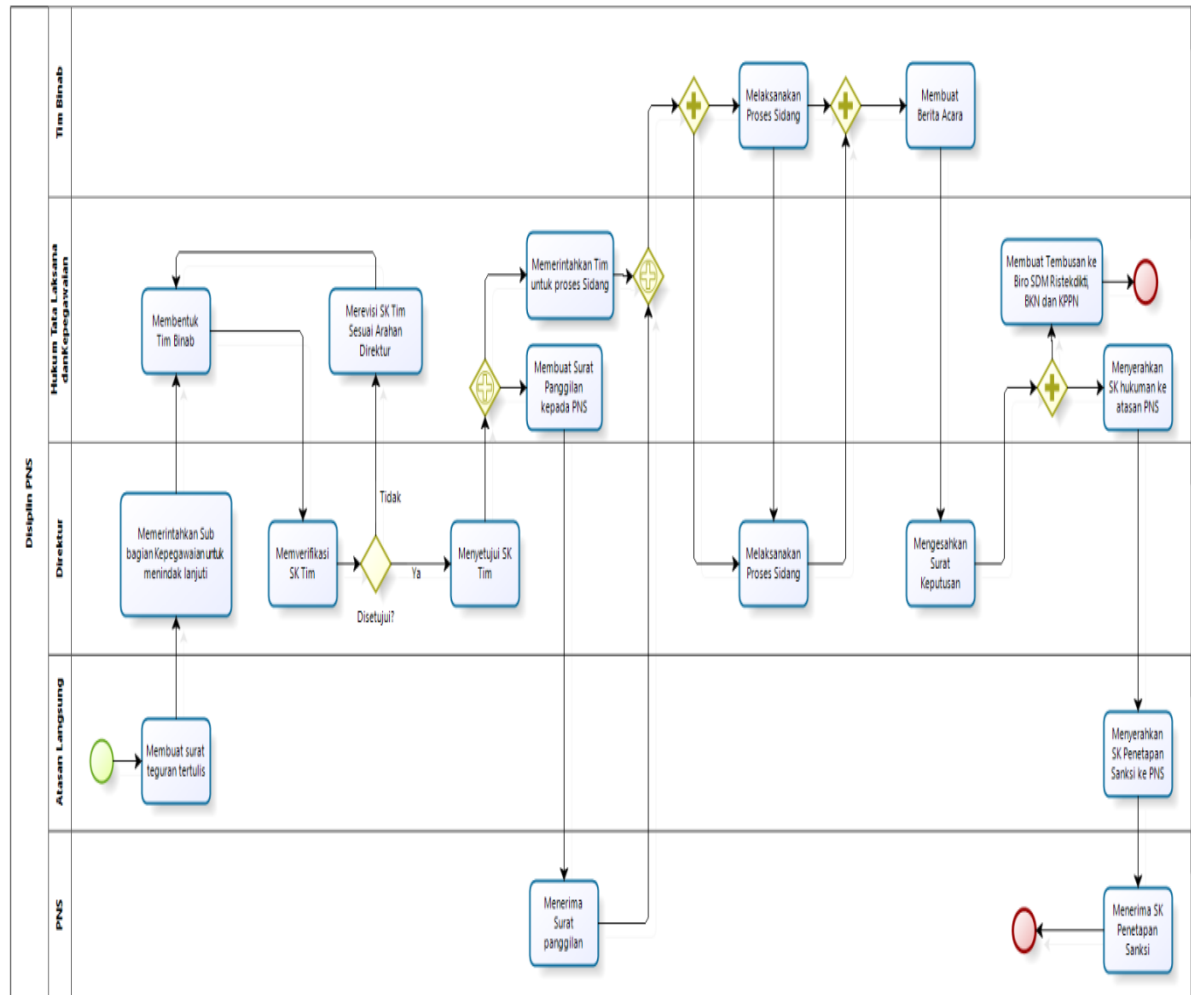 Disiplin PNS
Tim Binab
Melaksanakan
Proses Sidang
Membuat
Berita Acara
Hukum Tata Laksana
danKepegawaian
Membentuk
Tim Binab
Merevisi SK Tim
Sesuai Arahan
Direktur
Memerintahkan Tim
untuk proses Sidang
Membuat Surat
Panggilan
kepada PNS
Membuat Tembusan ke
Biro SDM Ristekdikti,
BKN dan KPPN
Menyerahkan
SK hukuman ke
atasan PNS
Direktur
Memerintahkan Sub
bagian Kepegawaian untuk
menindak lanjuti
Memverifikasi
SK Tim
Tidak
Ya
Disetujui?
Menyetujui SK
Tim
Melaksanakan
Proses Sidang
Mengesahkan
Surat
Keputusan
Atasan Langsung
Membuat surat
teguran tertulis
Menyerahkan
SK Penetapan
Sanksi ke PNS
PNS
Menerima
Surat
panggilan
Menerima SK
Penetapan
Sanksi